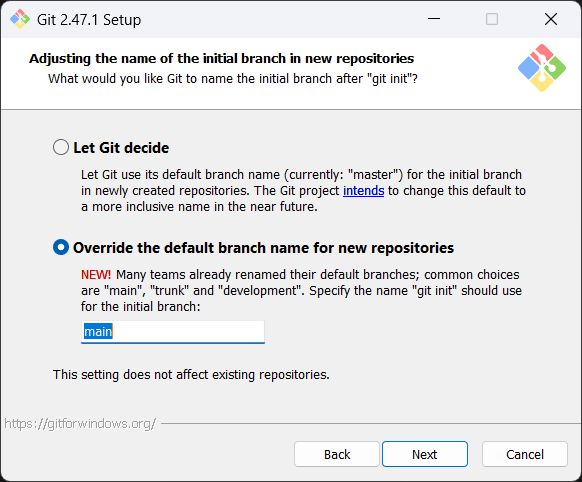 Git 2.47.1 Setup
Adjusting the name of the initial branch in new repositories
What would you like Git to name the initial branch after "git init"?
Let Git decide
Let Git use its default branch name (currently: "master") for the initial branch
in newly created repositories. The Git project intends to change this default to
a more inclusive name in the near future.
Override the default branch name for new repositories
NEW! Many teams already renamed their default branches; common choices
are "main", "trunk" and "development". Specify the name "git init" should use
for the initial branch:
main
This setting does not affect existing repositories.
https://gitforwindows.org/
Back Next Cancel